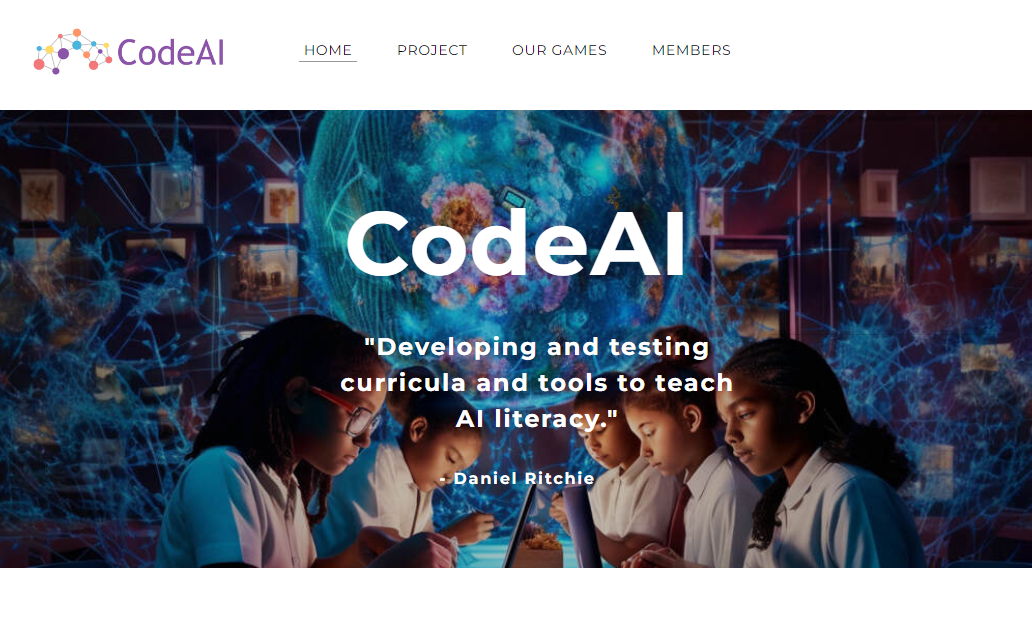 CodeAI
HOME
PROJECT
OUR GAMES
MEMBERS
CodeAI
"Developing and testing
curricula and tools to teach
AI literacy."
- Daniel Ritchie